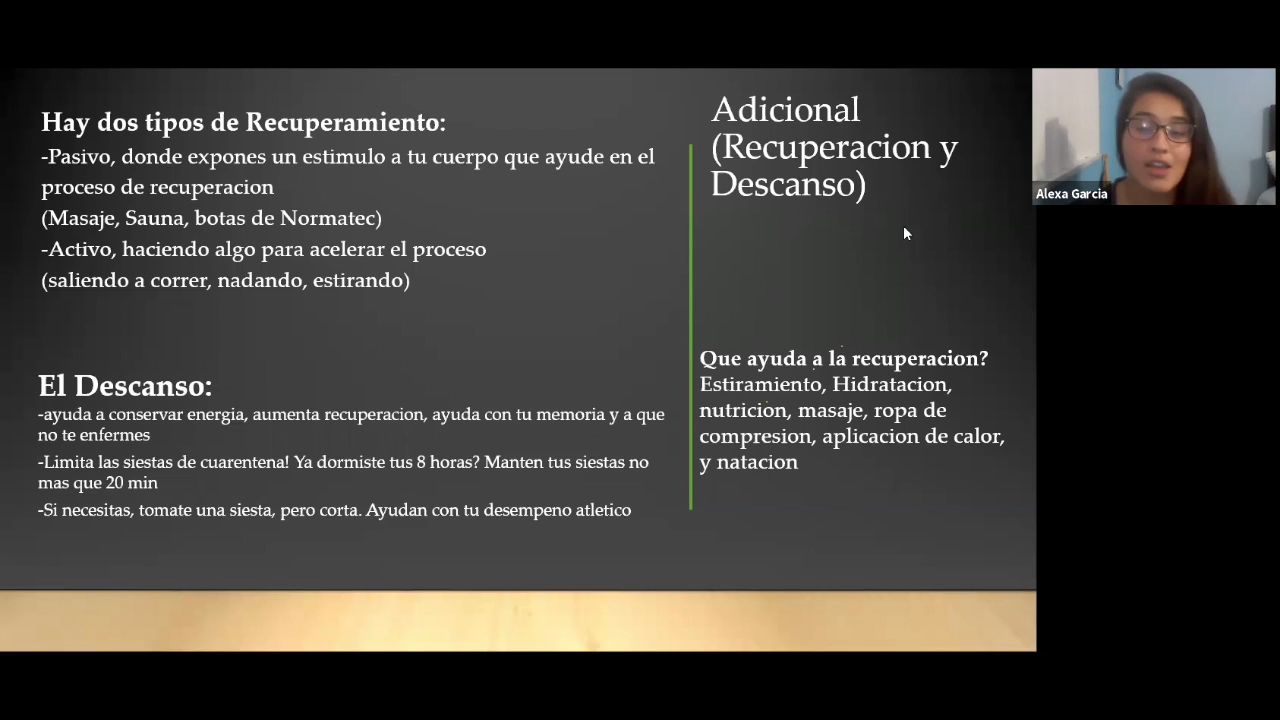 Hay dos tipos de Recuperamiento:
-Pasivo, donde expones un estimulo a tu cuerpo que ayude en el
proceso de recuperacion
(Masaje, Sauna, botas de Normatec)
-Activo, haciendo algo para acelerar el proceso
(saliendo a correr, nadando, estirando)
El Descanso:
-ayuda a conservar energia, aumenta recuperacion, ayuda con tu memoria y a que
no te enfermes
-Limita las siestas de cuarentena! Ya dormiste tus 8 horas? Manten tus siestas no
mas que 20 min
-Si necesitas, tomate una siesta, pero corta. Ayudan con tu desempeno atletico
Adicional
(Recuperacion y
Descanso)
Que ayuda a la recuperacion?
Estiramiento, Hidratacion,
nutricion, masaje, ropa de
compresion, aplicacion de calor,
y natacion
Alexa Garcia